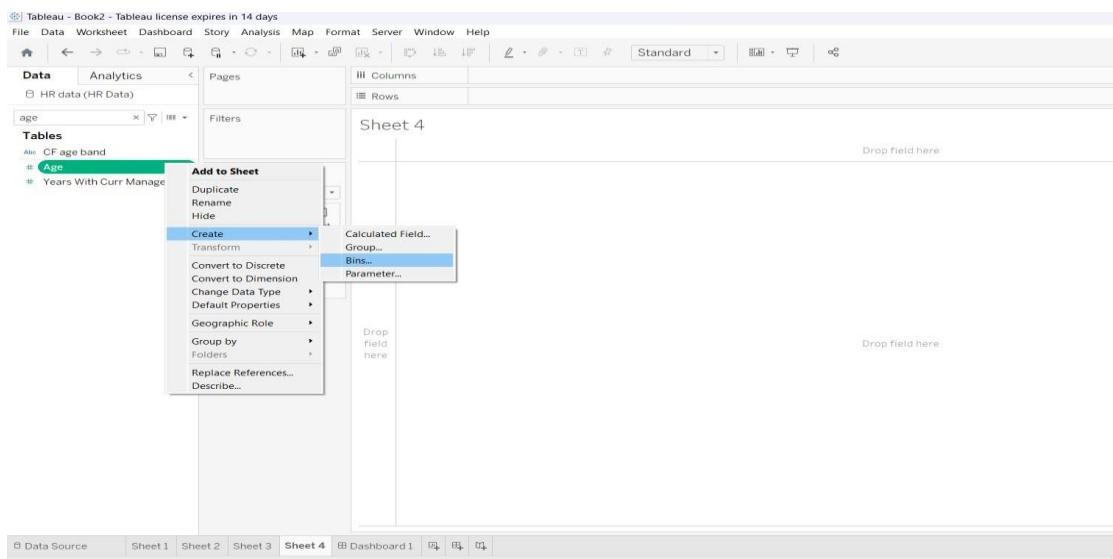 Tableau - Book2 - Tableau license expires in 14 days
File Data Worksheet Dashboard Story Analysis Map Format Server Window Help
Standard
Data Analytics
Pages
Columns
HR data (HR Data)
Rows
age
Filters
Sheet 4
Tables
Abc CF age band
Drop field here
# Age
# Years With Curr Manage
Add to Sheet
Duplicate
Rename
Hide
Create
Transform
Convert to Discrete
Convert to Dimension
Change Data Type
Default Properties
Geographic Role
Group by
Folders
Replace References...
Describe...
Calculated Field...
Group...
Bins...
Parameter...
Drop
field
here
Drop field here
Data Source Sheet 1 Sheet 2 Sheet 3 Sheet 4 Dashboard 1